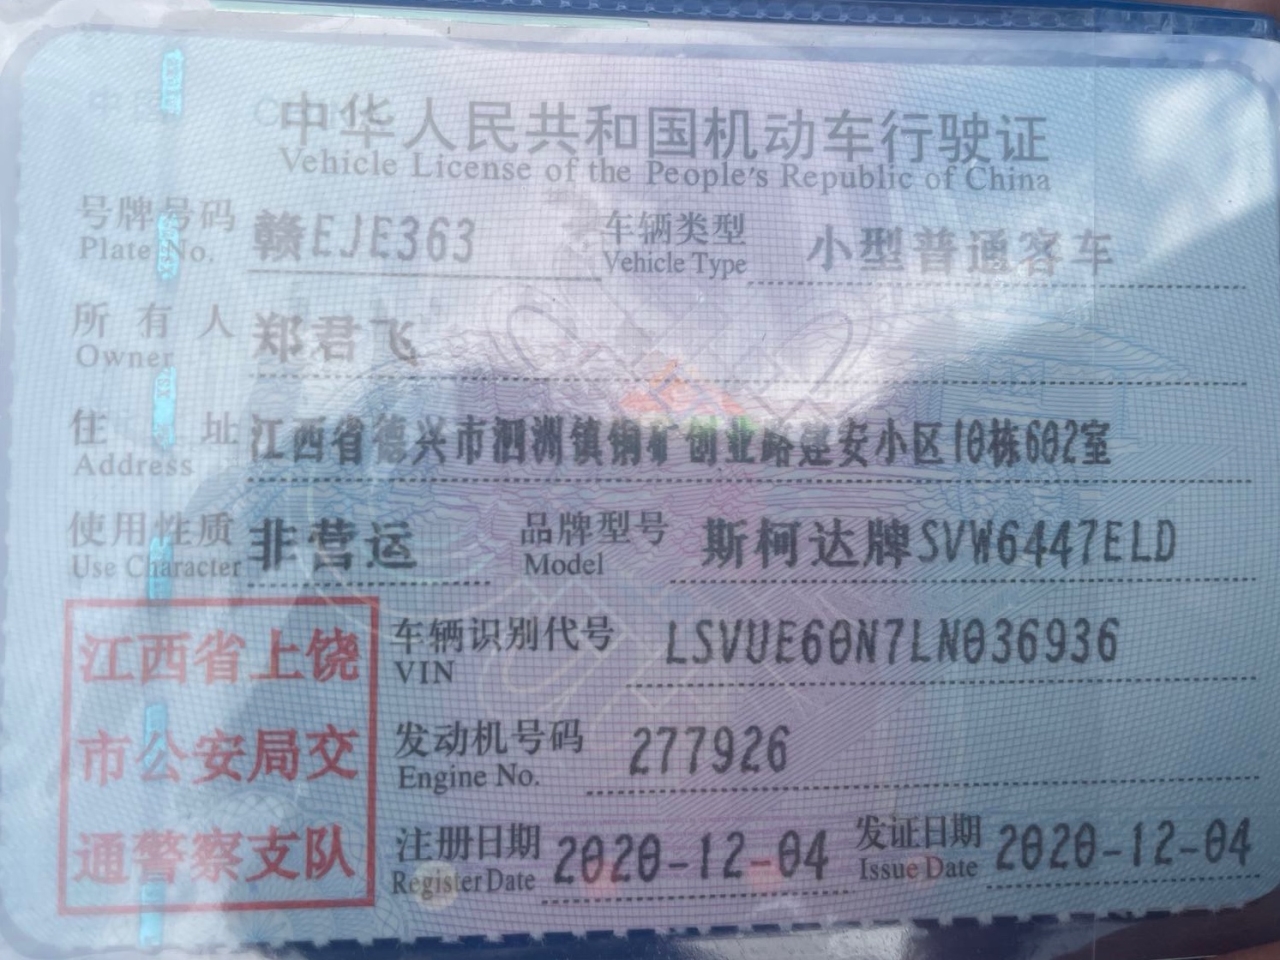 中华人民共和国机动车行驶证
Vehicle License of the People's Republic of China
号牌号码 赣EJE363 车辆类型 小型普通客车
Plate No. Vehicle Type
所有人 郑君飞
Owner
住址 江西省德兴市泗洲镇铜矿创业路建安小区10栋602室
Address
使用性质 非营运 品牌型号 斯柯达牌SVW6447ELD
Use Character Model
江西省上饶
市公安局交
通警察支队
车辆识别代号 LSVUE60N7LN036936
VIN
发动机号码 277926
Engine No.
注册日期 2020-12-04 发证日期 2020-12-04
Register Date Issue Date